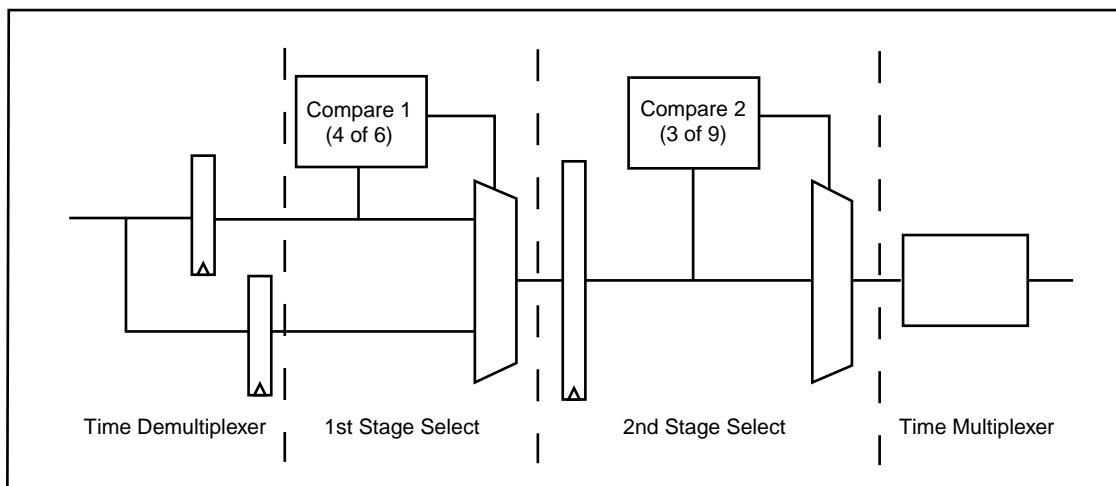 Compare 1
(4 of 6)
Compare 2
(3 of 9)
Time Demultiplexer
1st Stage Select
2nd Stage Select
Time Multiplexer